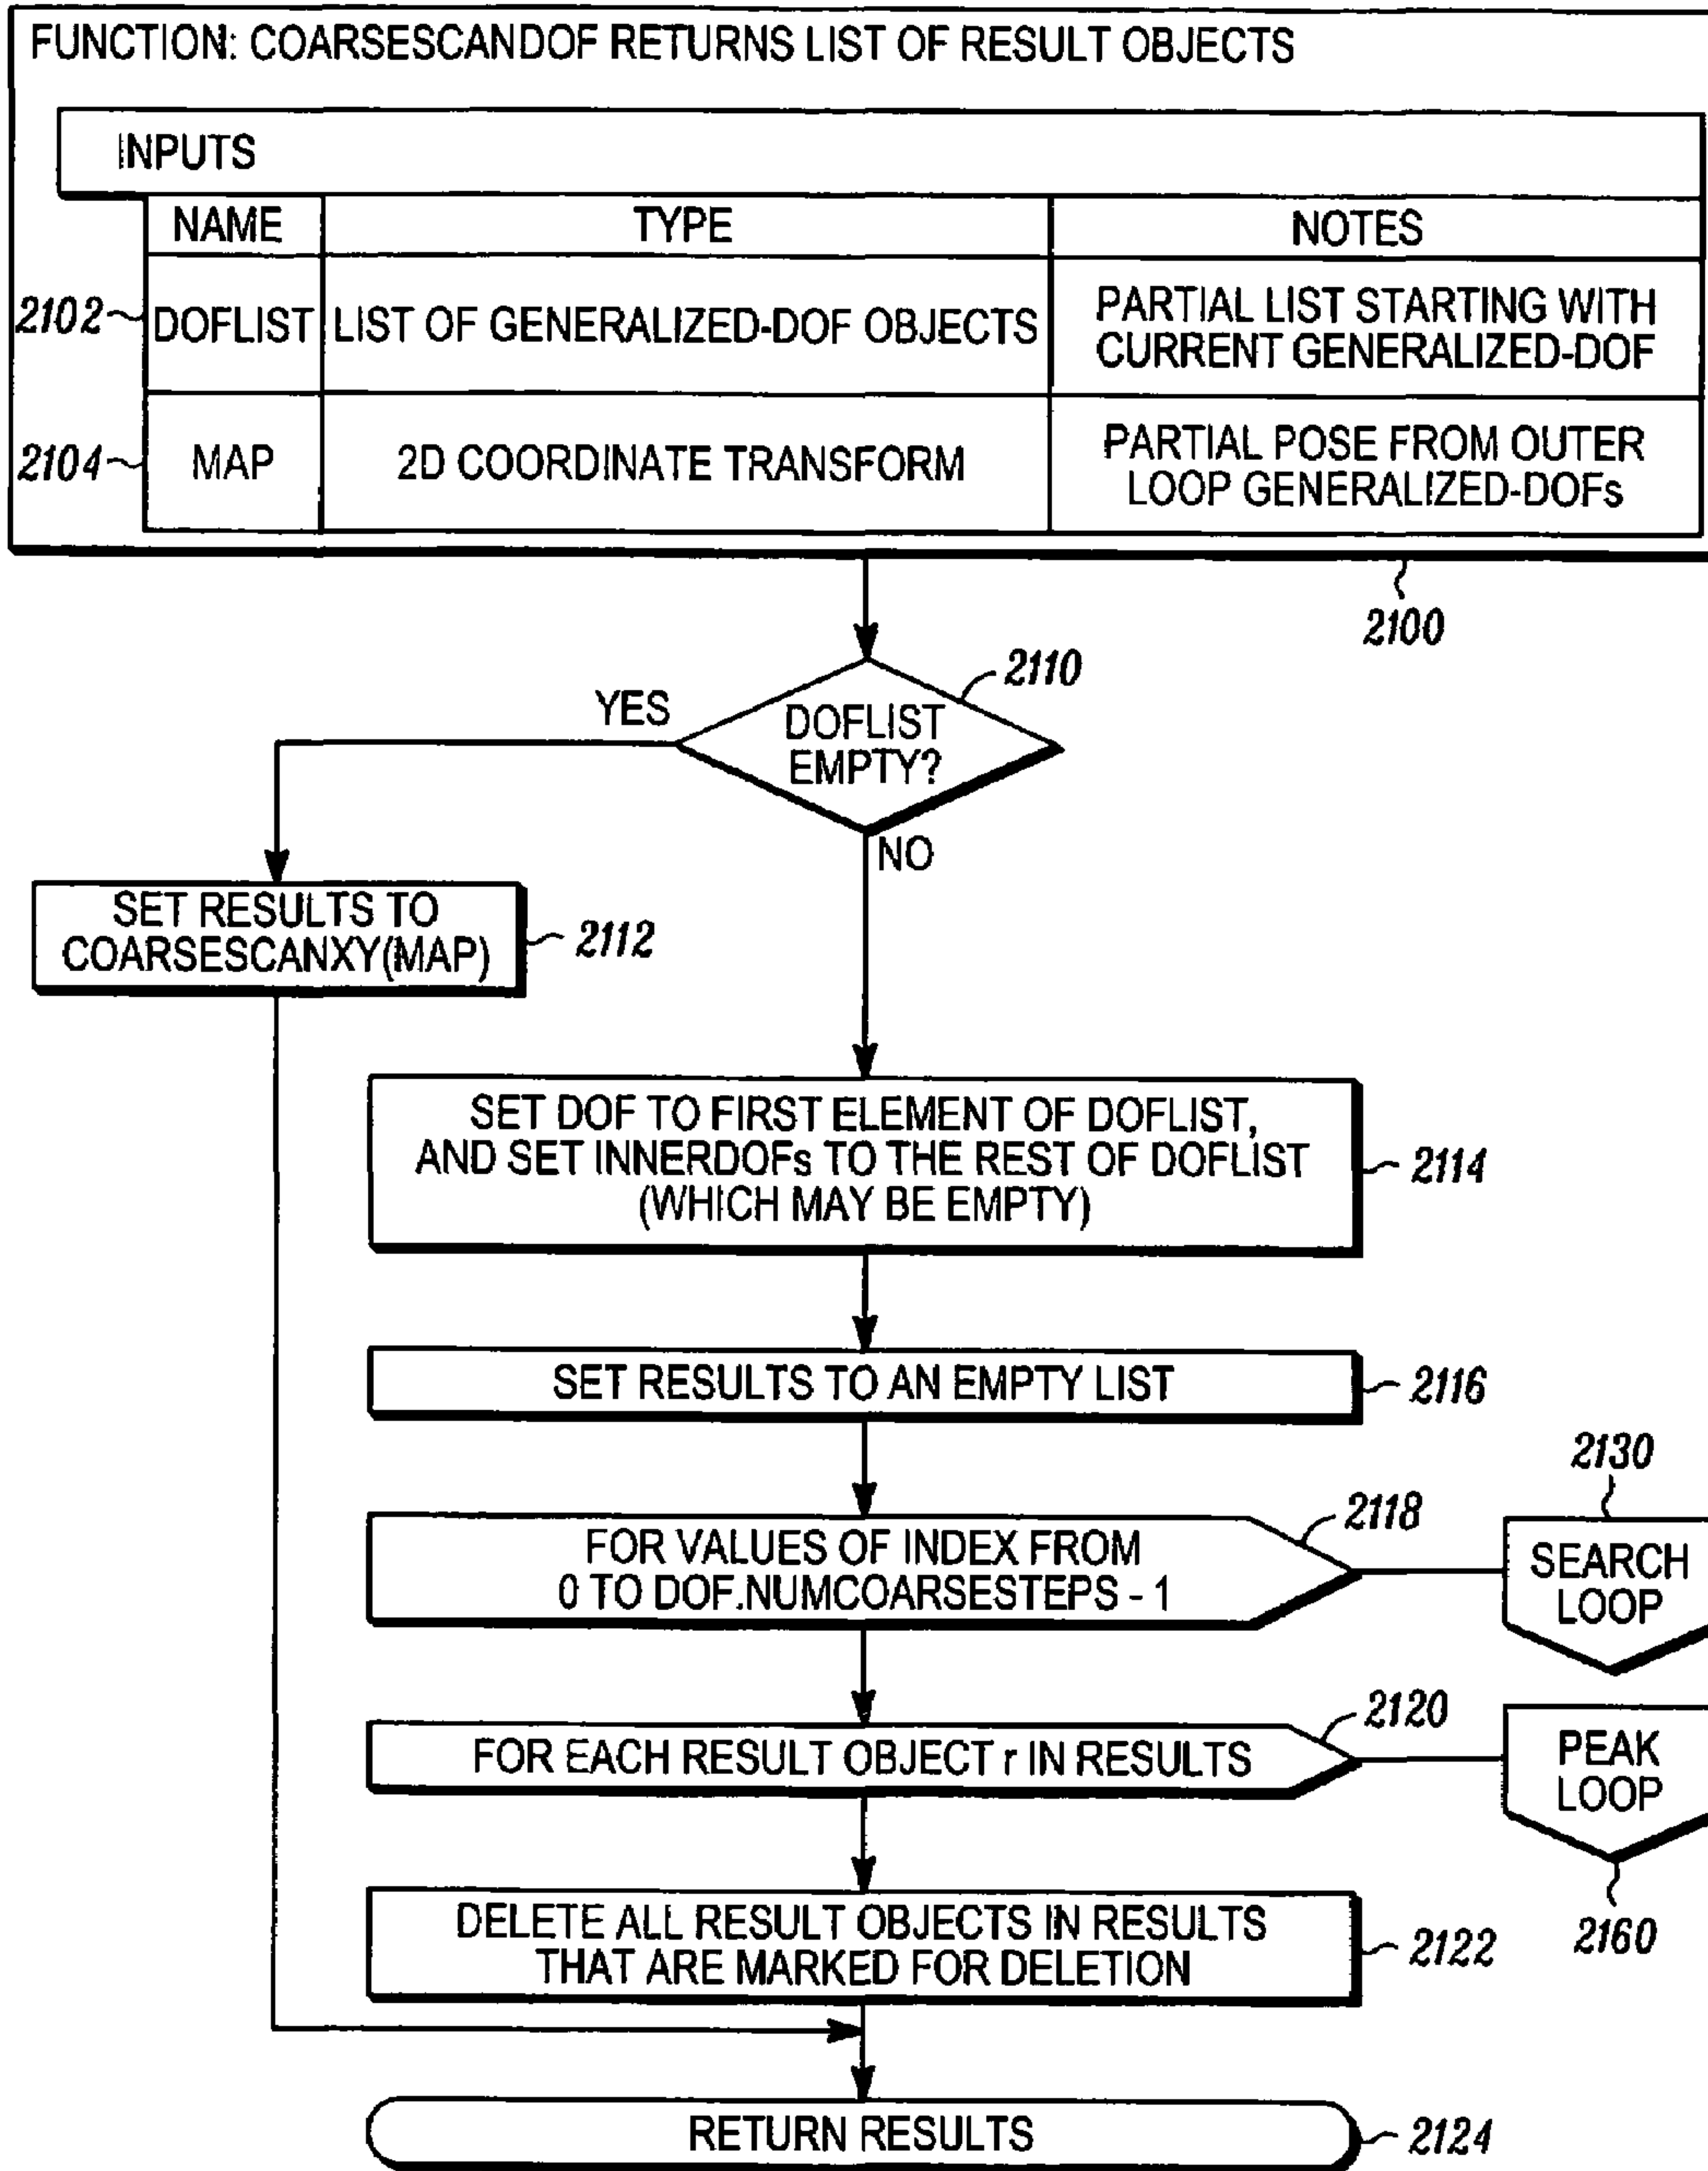 FUNCTION: COARSESCANDOF RETURNS LIST OF RESULT OBJECTS
INPUTS
NAME TYPE NOTES
2102 DOFLIST LIST OF GENERALIZED-DOF OBJECTS PARTIAL LIST STARTING WITH
CURRENT GENERALIZED-DOF
2104 MAP 2D COORDINATE TRANSFORM PARTIAL POSE FROM OUTER
LOOP GENERALIZED-DOFs
2100
2110
YES
DOFLIST
EMPTY?
NO
SET RESULTS TO
COARSESCANXY(MAP)
2112
SET DOF TO FIRST ELEMENT OF DOFLIST,
AND SET INNERDOFs TO THE REST OF DOFLIST
(WHICH MAY BE EMPTY)
2114
SET RESULTS TO AN EMPTY LIST
2116
FOR VALUES OF INDEX FROM
0 TO DOF.NUMCOARSESTEPS - 1
2118
2130
SEARCH
LOOP
FOR EACH RESULT OBJECT r IN RESULTS
2120
PEAK
LOOP
2160
DELETE ALL RESULT OBJECTS IN RESULTS
THAT ARE MARKED FOR DELETION
2122
RETURN RESULTS
2124